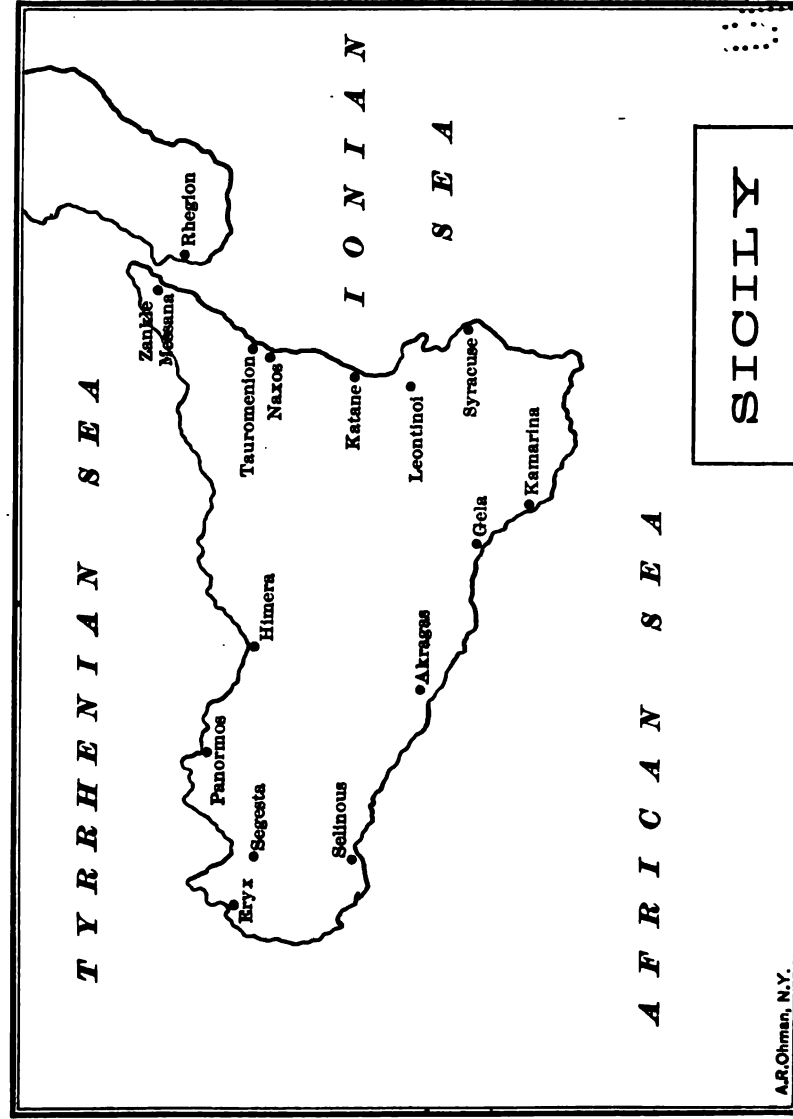 TYRRHENIAN SEA
IONIAN
SEA
AFRICAN SEA
Rhegion
Zankle
Messana
Tauromenion
Naxos
Katane
Leontinoi
Syracuse
Kamarina
Gela
Akragas
Himera
Panormos
Segesta
Eryx
Selinous
SICILY
A.R.Ohman, N.Y.